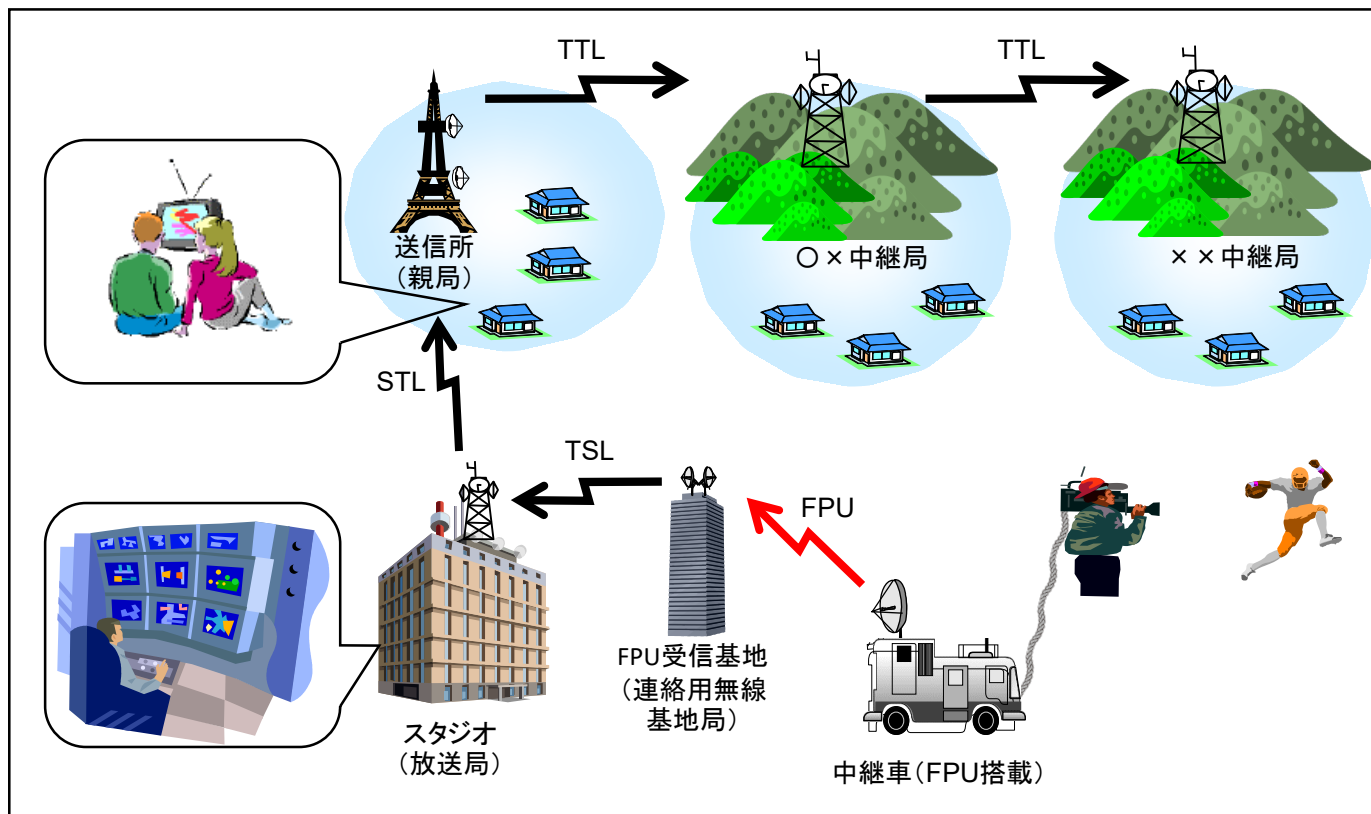 TTL
TTL
送信所
（親局）
〇×中継局
××中継局
STL
TSL
FPU
FPU受信基地
（連絡用無線
基地局）
スタジオ
（放送局）
中継車（FPU搭載）